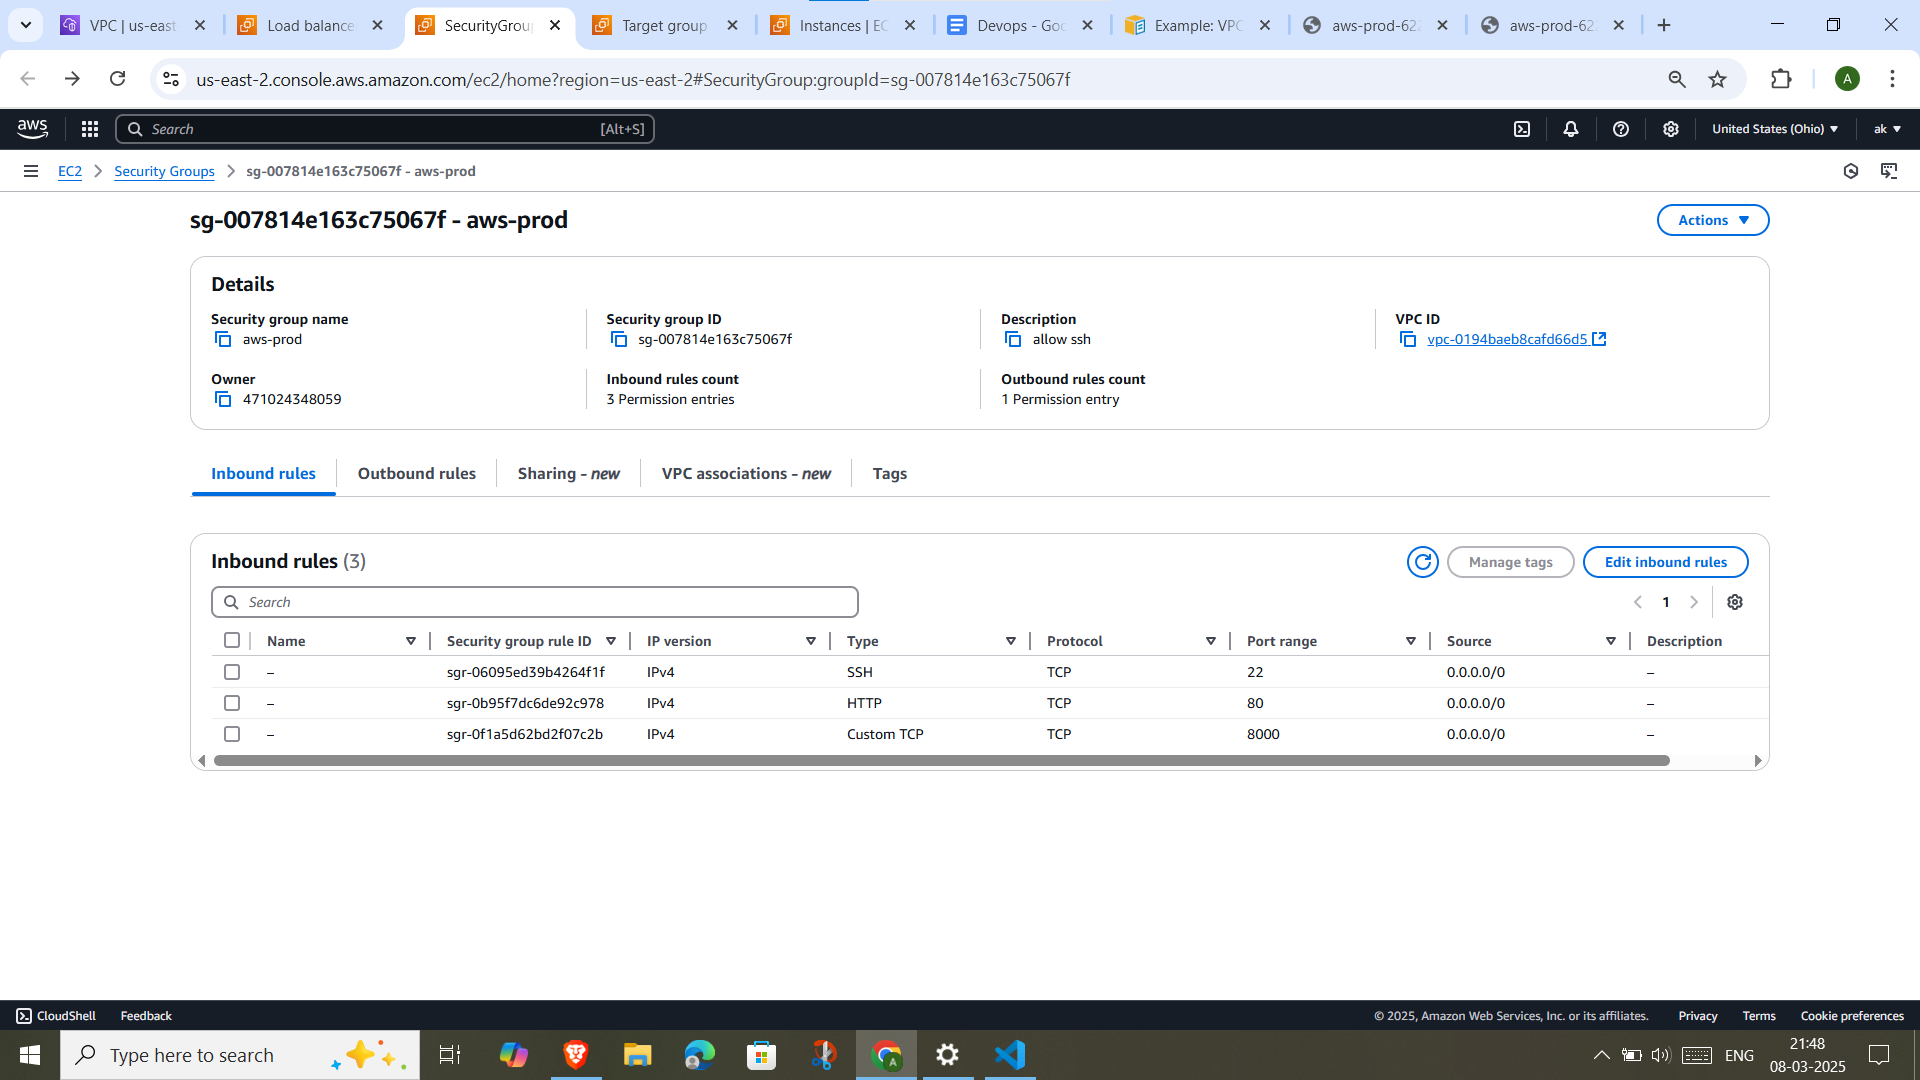 VPC | us-east
Load balance
SecurityGrou
Target group
Instances | EC
Devops - Goo
Example: VPC
aws-prod-622
aws-prod-622
us-east-2.console.aws.amazon.com/ec2/home?region=us-east-2#SecurityGroup:groupId=sg-007814e163c75067f
A
aws
Search [Alt+S]
United States (Ohio)
ak
EC2 > Security Groups > sg-007814e163c75067f - aws-prod
sg-007814e163c75067f - aws-prod
Actions
Details
Security group name
aws-prod
Security group ID
sg-007814e163c75067f
Description
allow ssh
VPC ID
vpc-0194baeb8cafd66d5
Owner
471024348059
Inbound rules count
3 Permission entries
Outbound rules count
1 Permission entry
Inbound rules
Outbound rules
Sharing - new
VPC associations - new
Tags
Inbound rules (3)
Manage tags
Edit inbound rules
Search
1
Name Security group rule ID IP version Type Protocol Port range Source Description
– sgr-06095ed39b4264f1f IPv4 SSH TCP 22 0.0.0.0/0 –
– sgr-0b95f7dc6de92c978 IPv4 HTTP TCP 80 0.0.0.0/0 –
– sgr-0f1a5d62bd2f07c2b IPv4 Custom TCP TCP 8000 0.0.0.0/0 –
CloudShell
Feedback
© 2025, Amazon Web Services, Inc. or its affiliates.
Privacy
Terms
Cookie preferences
Type here to search
A
ENG
21:48
08-03-2025